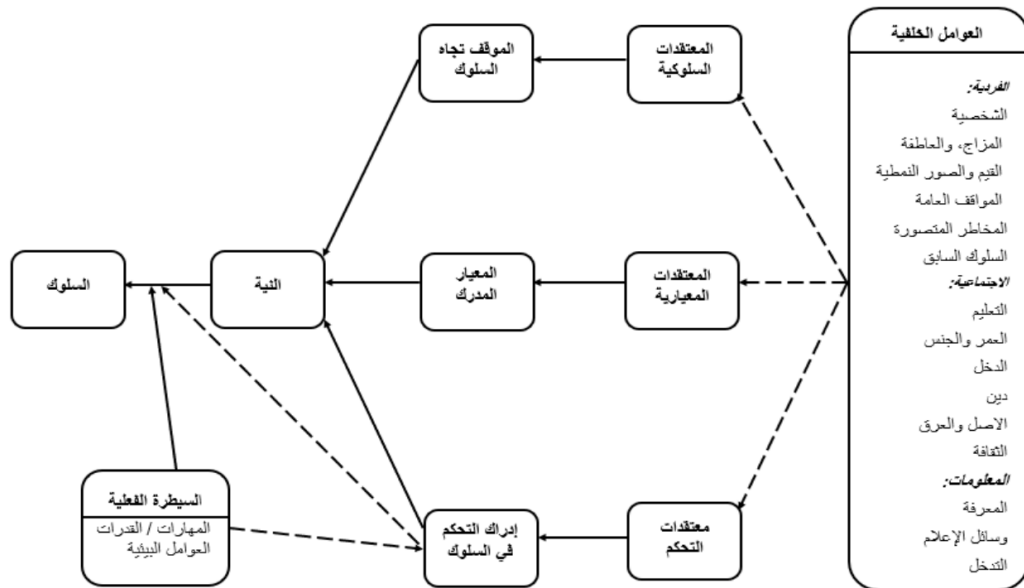 العوامل الخلفية
الفردية:
الشخصية
المزاج، والعاطفة
القيم والصور النمطية
المواقف العامة
المخاطر المتصورة
السلوك السابق
الاجتماعية:
التعليم
العمر والجنس
الدخل
دين
الاصل والعرق
الثقافة
المعلومات:
المعرفة
وسائل الإعلام
التدخل
المعتقدات
السلوكية
الموقف تجاه
السلوك
المعتقدات
المعيارية
المعيار
المدرك
النية
السلوك
معتقدات
التحكم
إدراك التحكم
في السلوك
السيطرة الفعلية
المهارات / القدرات
العوامل البيئية